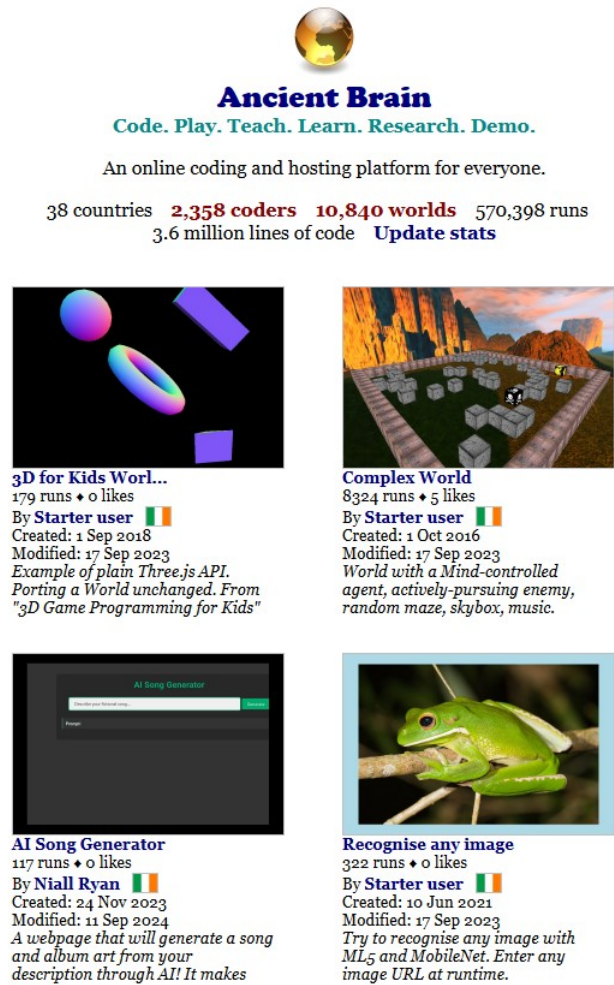 Ancient Brain
Code. Play. Teach. Learn. Research. Demo.
An online coding and hosting platform for everyone.
38 countries 2,358 coders 10,840 worlds 570,398 runs
3.6 million lines of code Update stats
3D for Kids Worl...
179 runs ♦ 0 likes
By Starter user
Created: 1 Sep 2018
Modified: 17 Sep 2023
Example of plain Three.js API.
Porting a World unchanged. From
"3D Game Programming for Kids"
Complex World
8324 runs ♦ 5 likes
By Starter user
Created: 1 Oct 2016
Modified: 17 Sep 2023
World with a Mind-controlled
agent, actively-pursuing enemy,
random maze, skybox, music.
AI Song Generator
Describe your fictional song...
Generate
Prompt:
AI Song Generator
117 runs ♦ 0 likes
By Niall Ryan
Created: 24 Nov 2023
Modified: 11 Sep 2024
A webpage that will generate a song
and album art from your
description through AI! It makes
Recognise any image
322 runs ♦ 0 likes
By Starter user
Created: 10 Jun 2021
Modified: 17 Sep 2023
Try to recognise any image with
ML5 and MobileNet. Enter any
image URL at runtime.